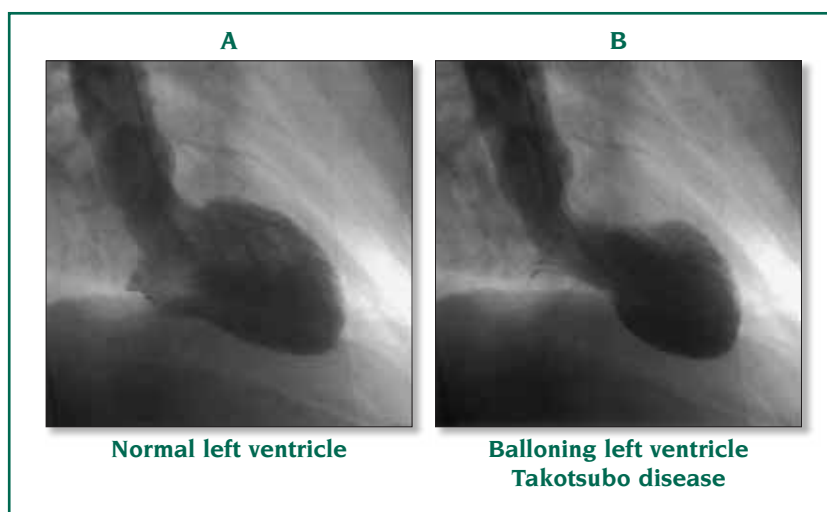 A
B
Normal left ventricle
Balloning left ventricle
Takotsubo disease